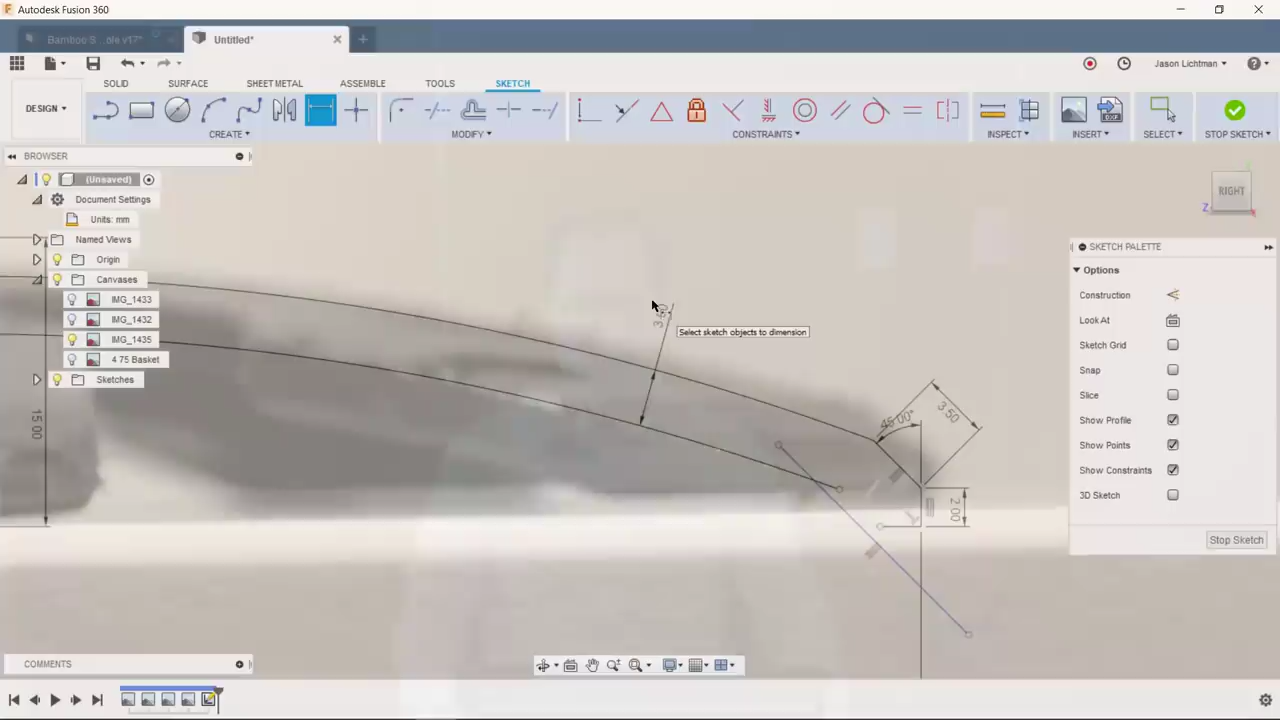 Autodesk Fusion 360
Bamboo S...ole v17*
Untitled*
Jason Lichtman
DESIGN
SOLID SURFACE SHEET METAL ASSEMBLE TOOLS SKETCH
CREATE MODIFY CONSTRAINTS INSPECT INSERT SELECT STOP SKETCH
BROWSER
(Unsaved)
Document Settings
Units: mm
Named Views
Origin
Canvases
IMG_1433
IMG_1432
IMG_1435
4 75 Basket
Sketches
RIGHT
Z
SKETCH PALETTE
Options
Construction
Look At
Sketch Grid
Snap
Slice
Show Profile
Show Points
Show Constraints
3D Sketch
Stop Sketch
Select sketch objects to dimension
45.00°
3.50
2.00
15.00
COMMENTS